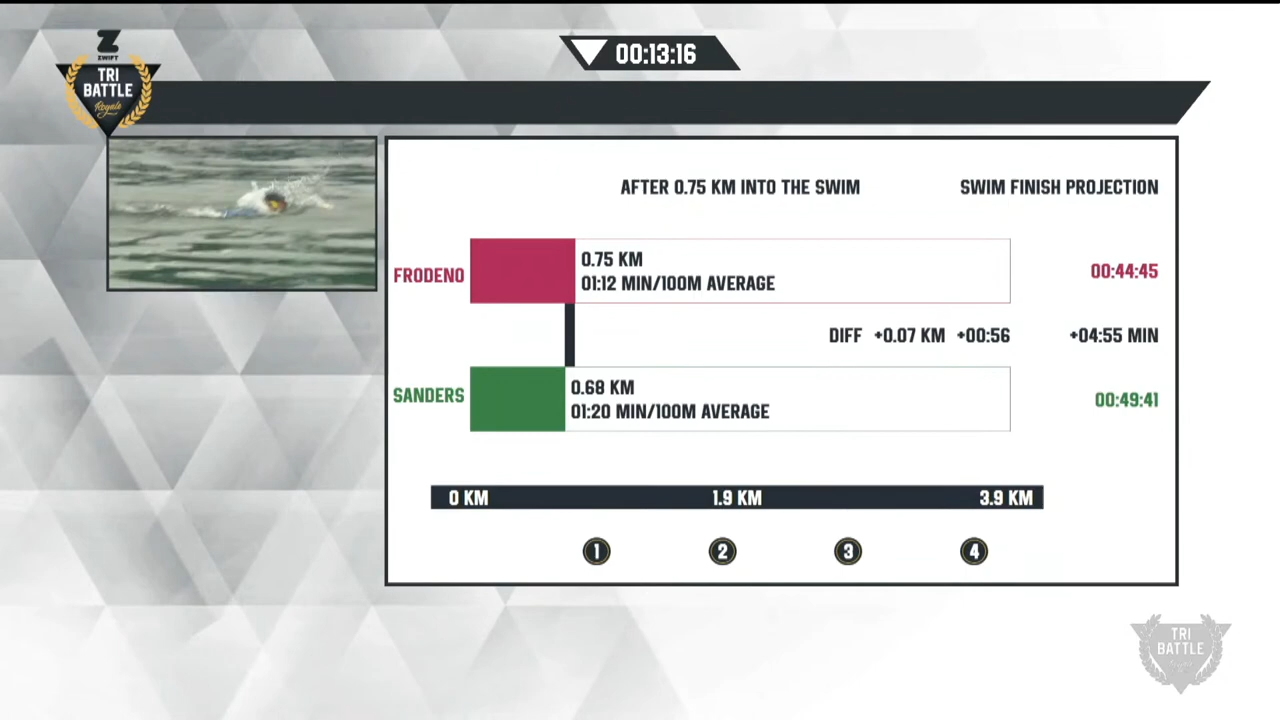 Z
ZWIFT
TRI
BATTLE
Royale
00:13:16
AFTER 0.75 KM INTO THE SWIM
SWIM FINISH PROJECTION
FRODENO
0.75 KM
01:12 MIN/100M AVERAGE
00:44:45
DIFF +0.07 KM +00:56
+04:55 MIN
SANDERS
0.68 KM
01:20 MIN/100M AVERAGE
00:49:41
0 KM
1.9 KM
3.9 KM
1
2
3
4
TRI
BATTLE
Royale